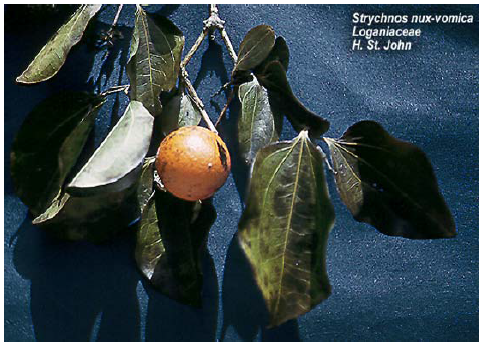 Strychnos nux-vomica
Loganiaceae
H. St. John